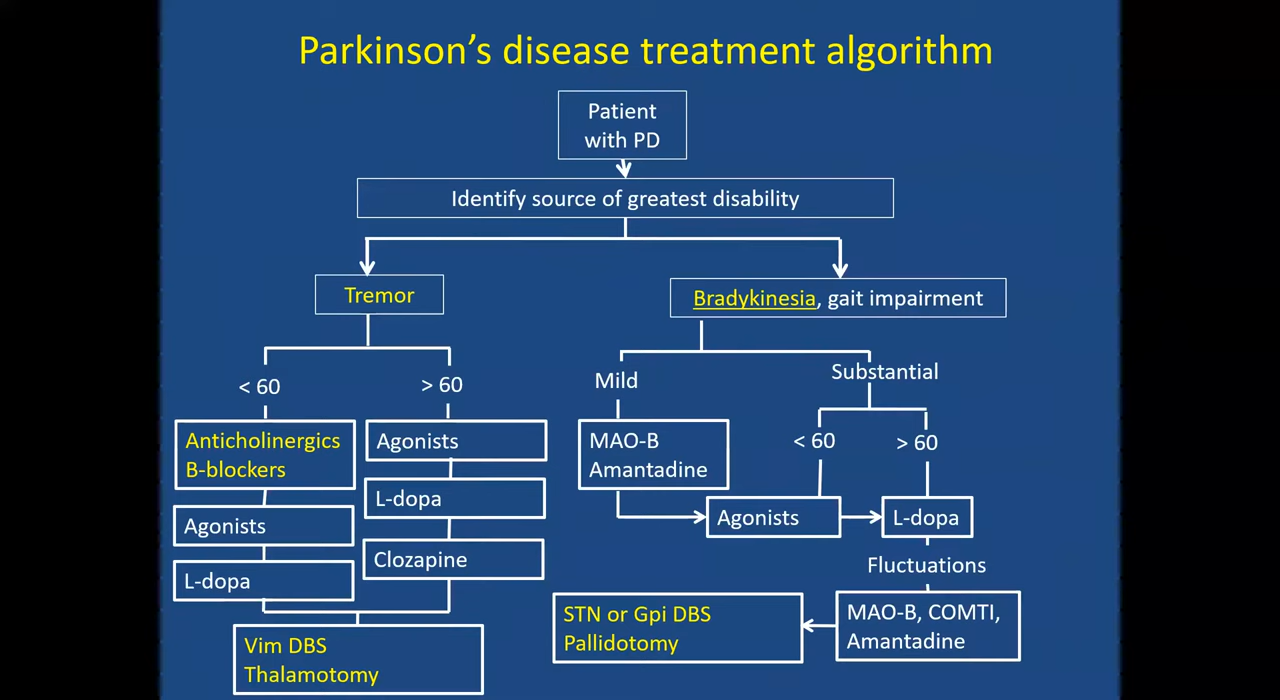 Parkinson's disease treatment algorithm
Patient
with PD
Identify source of greatest disability
Tremor
Bradykinesia, gait impairment
< 60
> 60
Anticholinergics
B-blockers
Agonists
L-dopa
Agonists
L-dopa
Clozapine
Vim DBS
Thalamotomy
Mild
Substantial
MAO-B
Amantadine
< 60
> 60
Agonists
L-dopa
Fluctuations
MAO-B, COMTI,
Amantadine
STN or Gpi DBS
Pallidotomy